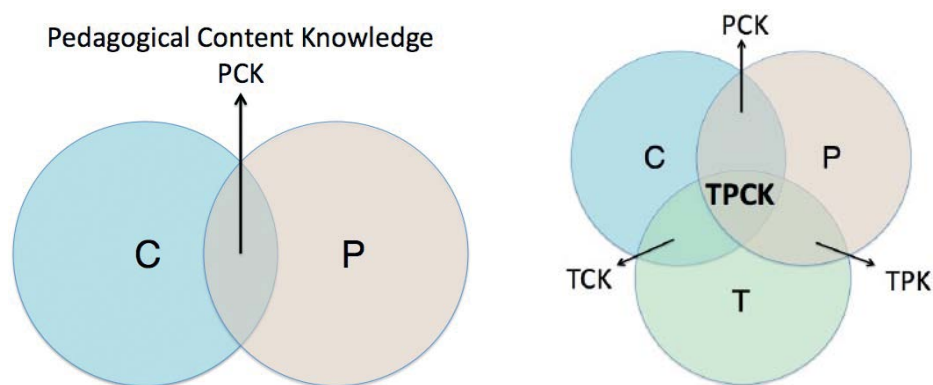 Pedagogical Content Knowledge
PCK
C
P
PCK
C
P
TPCK
TCK
TPK
T